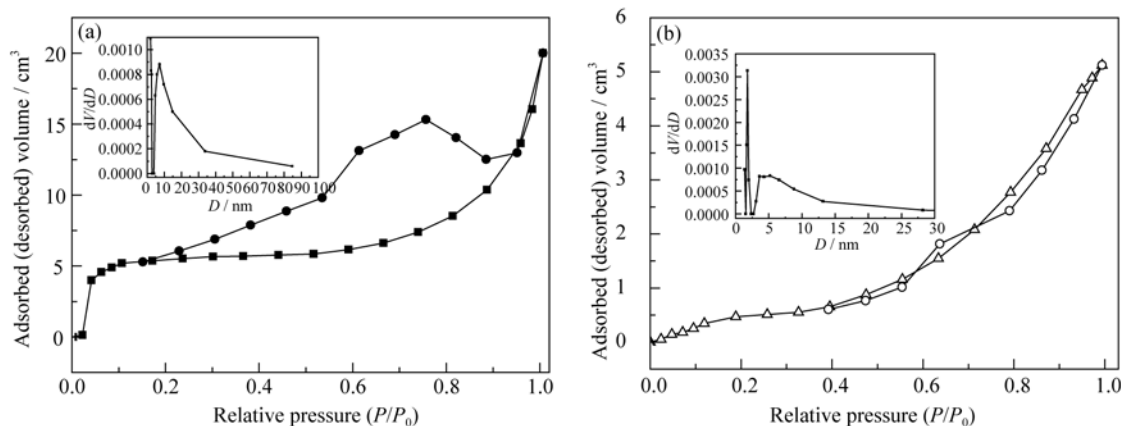 (a)
Adsorbed (desorbed) volume / cm³
20
15
10
5
0
0.0 0.2 0.4 0.6 0.8 1.0
Relative pressure (P/P₀)
dV/dD
0.0010
0.0008
0.0006
0.0004
0.0002
0.0000
0 10 20 30 40 50 60 70 80 90 100
D / nm
(b)
Adsorbed (desorbed) volume / cm³
6
5
4
3
2
1
0
0.0 0.2 0.4 0.6 0.8 1.0
Relative pressure (P/P₀)
dV/dD
0.0035
0.0030
0.0025
0.0020
0.0015
0.0010
0.0005
0.0000
0 5 10 15 20 25 30
D / nm